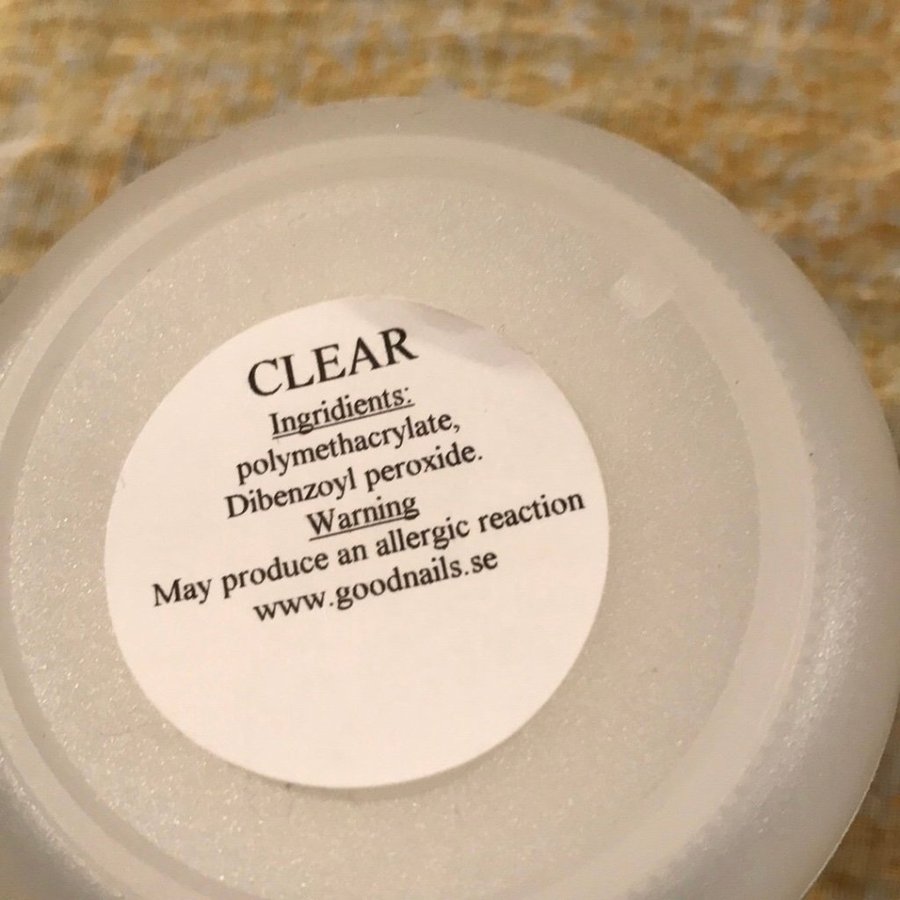 CLEAR
Ingridients:
polymethacrylate,
Dibenzoyl peroxide.
Warning
May produce an allergic reaction
www.goodnails.se